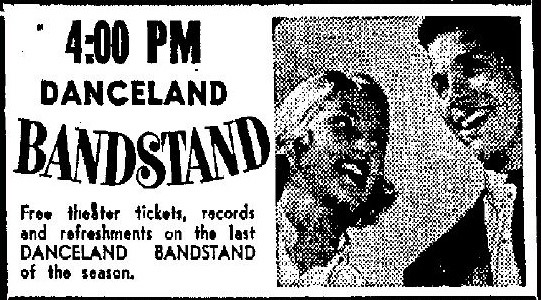 4:00 PM
DANCELAND
BANDSTAND
Free theater tickets, records
and refreshments on the last
DANCELAND BANDSTAND
of the season.